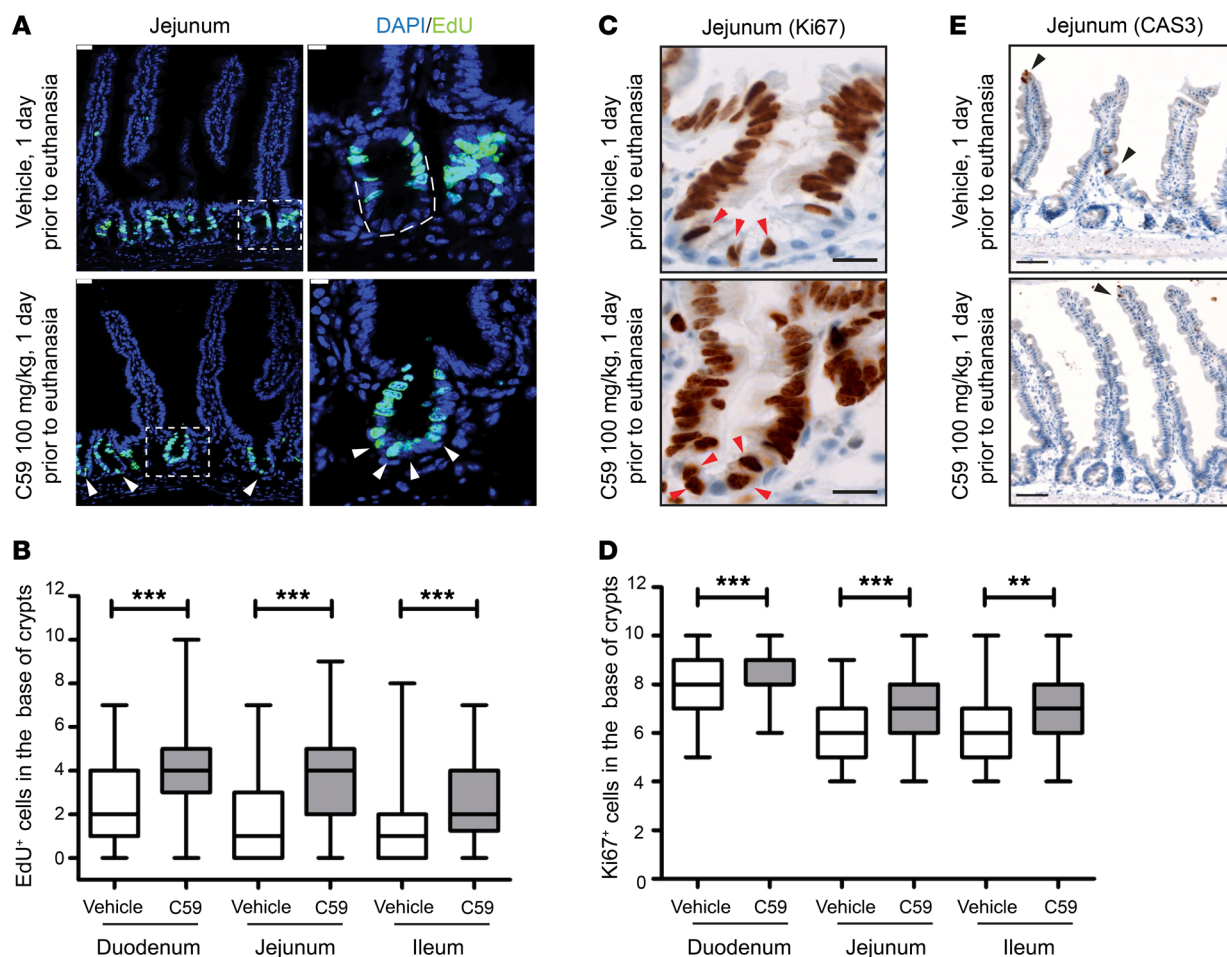 A
Jejunum
DAPI/EdU
Vehicle, 1 day
prior to euthanasia
C59 100 mg/kg, 1 day
prior to euthanasia
C
Jejunum (Ki67)
Vehicle, 1 day
prior to euthanasia
C59 100 mg/kg, 1 day
prior to euthanasia
E
Jejunum (CAS3)
Vehicle, 1 day
prior to euthanasia
C59 100 mg/kg, 1 day
prior to euthanasia
B
EdU⁺ cells in the base of crypts
12
10
8
6
4
2
0
***
***
***
Vehicle C59 Vehicle C59 Vehicle C59
Duodenum Jejunum Ileum
D
Ki67⁺ cells in the base of crypts
12
10
8
6
4
2
0
***
***
**
Vehicle C59 Vehicle C59 Vehicle C59
Duodenum Jejunum Ileum